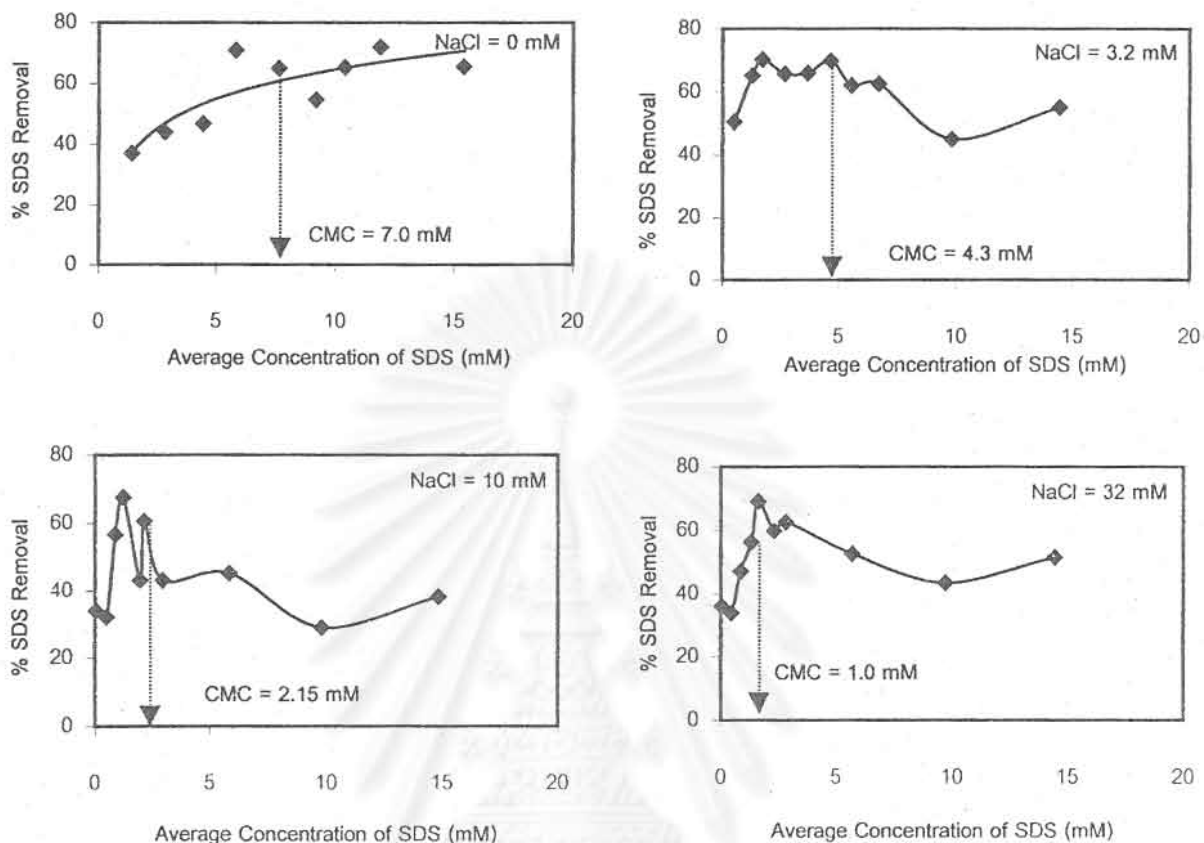 80
60
40
20
0
% SDS Removal
NaCl = 0 mM
CMC = 7.0 mM
0 5 10 15 20
Average Concentration of SDS (mM)
80
60
40
20
0
% SDS Removal
NaCl = 3.2 mM
CMC = 4.3 mM
0 5 10 15 20
Average Concentration of SDS (mM)
80
60
40
20
0
% SDS Removal
NaCl = 10 mM
CMC = 2.15 mM
0 5 10 15 20
Average Concentration of SDS (mM)
80
60
40
20
0
% SDS Removal
NaCl = 32 mM
CMC = 1.0 mM
0 5 10 15 20
Average Concentration of SDS (mM)